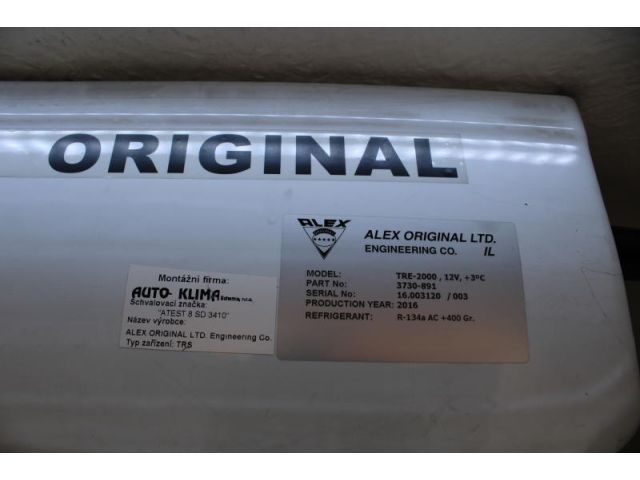 ORIGINAL
ALEX
ALEX ORIGINAL LTD.
ENGINEERING CO. IL
MODEL: TRE-2000 , 12V, +3ºC
PART No: 3730-891
SERIAL No: 16.003120 / 003
PRODUCTION YEAR: 2016
REFRIGERANT: R-134a AC +400 Gr.
Montážní firma:
AUTO- KLIMA
Schvalovací značka:
"ATEST 8 SD 3410"
Název výrobce:
ALEX ORIGINAL LTD. Engineering Co.
Typ zařízení: TRS